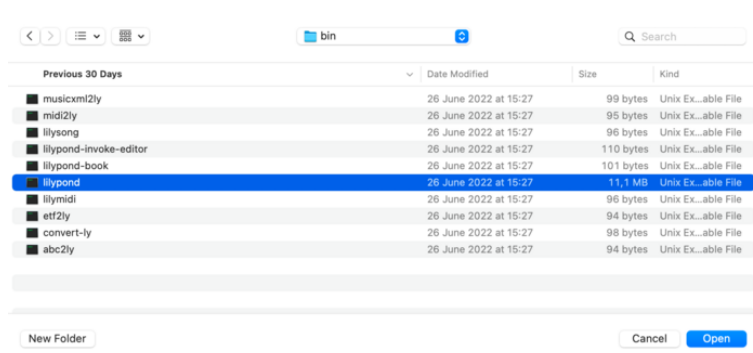 bin
Search
Previous 30 Days Date Modified Size Kind
musicxml2ly 26 June 2022 at 15:27 99 bytes Unix Ex...able File
midi2ly 26 June 2022 at 15:27 95 bytes Unix Ex...able File
lilysong 26 June 2022 at 15:27 96 bytes Unix Ex...able File
lilypond-invoke-editor 26 June 2022 at 15:27 110 bytes Unix Ex...able File
lilypond-book 26 June 2022 at 15:27 101 bytes Unix Ex...able File
lilypond 26 June 2022 at 15:27 11,1 MB Unix Ex...able File
lilymidi 26 June 2022 at 15:27 96 bytes Unix Ex...able File
etf2ly 26 June 2022 at 15:27 94 bytes Unix Ex...able File
convert-ly 26 June 2022 at 15:27 98 bytes Unix Ex...able File
abc2ly 26 June 2022 at 15:27 94 bytes Unix Ex...able File
New Folder Cancel Open